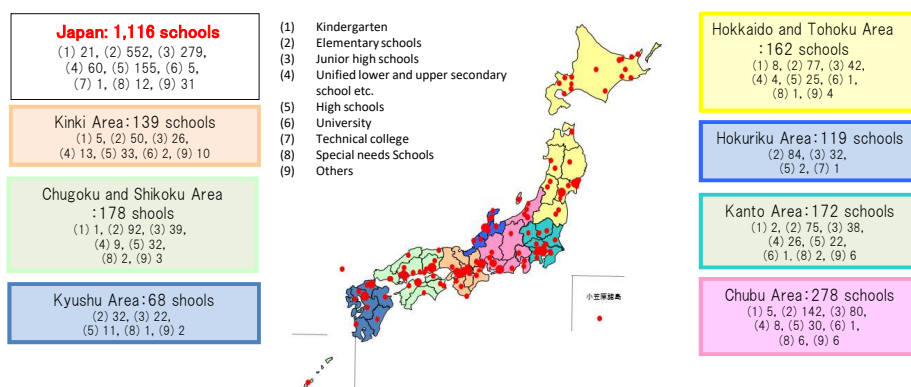 Japan: 1,116 schools
(1) 21, (2) 552, (3) 279,
(4) 60, (5) 155, (6) 5,
(7) 1, (8) 12, (9) 31
Kinki Area:139 schools
(1) 5, (2) 50, (3) 26,
(4) 13, (5) 33, (6) 2, (9) 10
Chugoku and Shikoku Area
:178 shools
(1) 1, (2) 92, (3) 39,
(4) 9, (5) 32,
(8) 2, (9) 3
Kyushu Area:68 shools
(2) 32, (3) 22,
(5) 11, (8) 1, (9) 2
(1) Kindergarten
(2) Elementary schools
(3) Junior high schools
(4) Unified lower and upper secondary
school etc.
(5) High schools
(6) University
(7) Technical college
(8) Special needs Schools
(9) Others
小笠原諸島
Hokkaido and Tohoku Area
:162 schools
(1) 8, (2) 77, (3) 42,
(4) 4, (5) 25, (6) 1,
(8) 1, (9) 4
Hokuriku Area:119 schools
(2) 84, (3) 32,
(5) 2, (7) 1
Kanto Area:172 schools
(1) 2, (2) 75, (3) 38,
(4) 26, (5) 22,
(6) 1, (8) 2, (9) 6
Chubu Area:278 schools
(1) 5, (2) 142, (3) 80,
(4) 8, (5) 30, (6) 1,
(8) 6, (9) 6